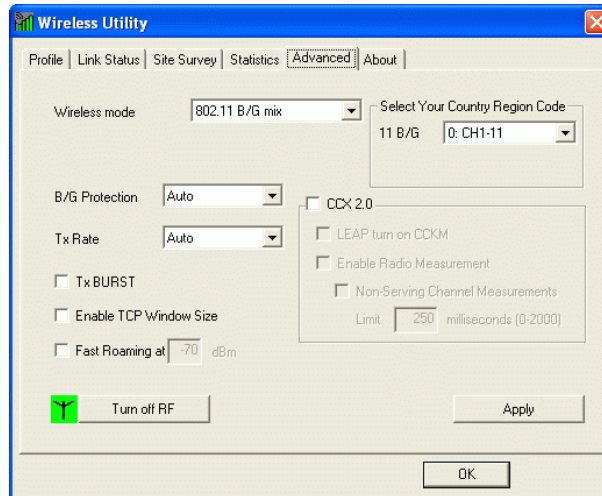 Wireless Utility
Profile Link Status Site Survey Statistics Advanced About
Wireless mode 802.11 B/G mix
Select Your Country Region Code
11 B/G 0: CH1-11
B/G Protection Auto
CCX 2.0
Tx Rate Auto
LEAP turn on CCKM
Enable Radio Measurement
Tx BURST
Non-Serving Channel Measurements
Enable TCP Window Size
Limit 250 milliseconds (0-2000)
Fast Roaming at -70 dBm
Turn off RF Apply
OK